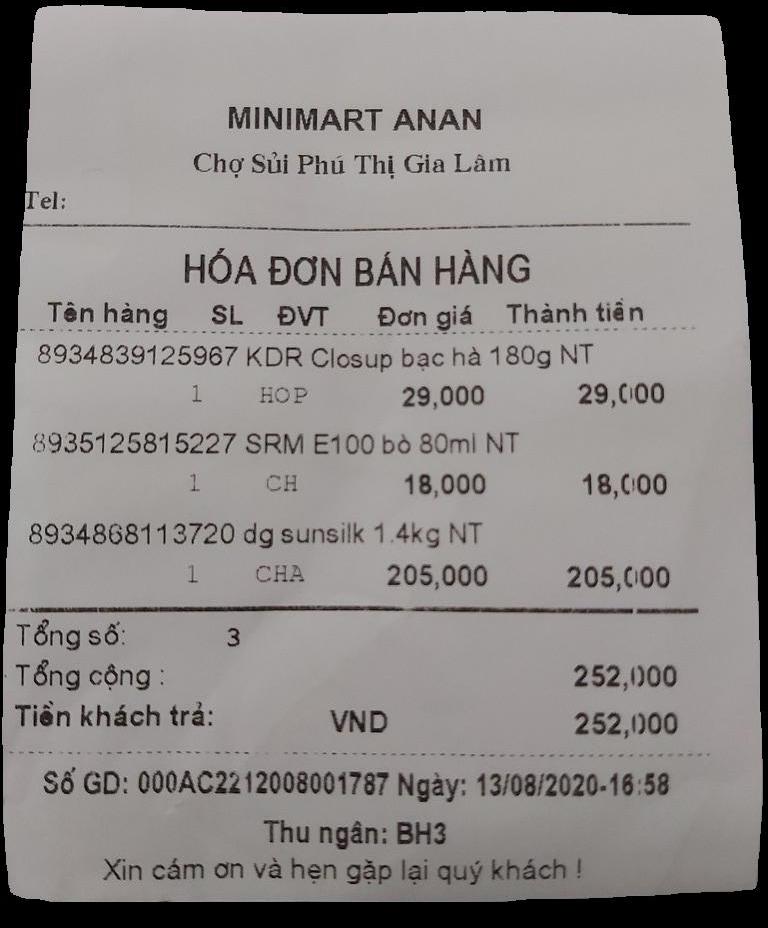 MINIMART ANAN
Chợ Sủi Phú Thị Gia Lâm
Tel:
HÓA ĐƠN BÁN HÀNG
Tên hàng SL ĐVT Đơn giá Thành tiền
8934839125967 KDR Closup bạc hà 180g NT
1 HOP 29,000 29,000
8935125815227 SRM E100 bò 80ml NT
1 CH 18,000 18,000
8934868113720 dg sunsilk 1.4kg NT
1 CHA 205,000 205,000
Tổng số: 3
Tổng cộng : 252,000
Tiền khách trả: VND 252,000
Số GD: 000AC2212008001787 Ngày: 13/08/2020-16:58
Thu ngân: BH3
Xin cám ơn và hẹn gặp lại quý khách !